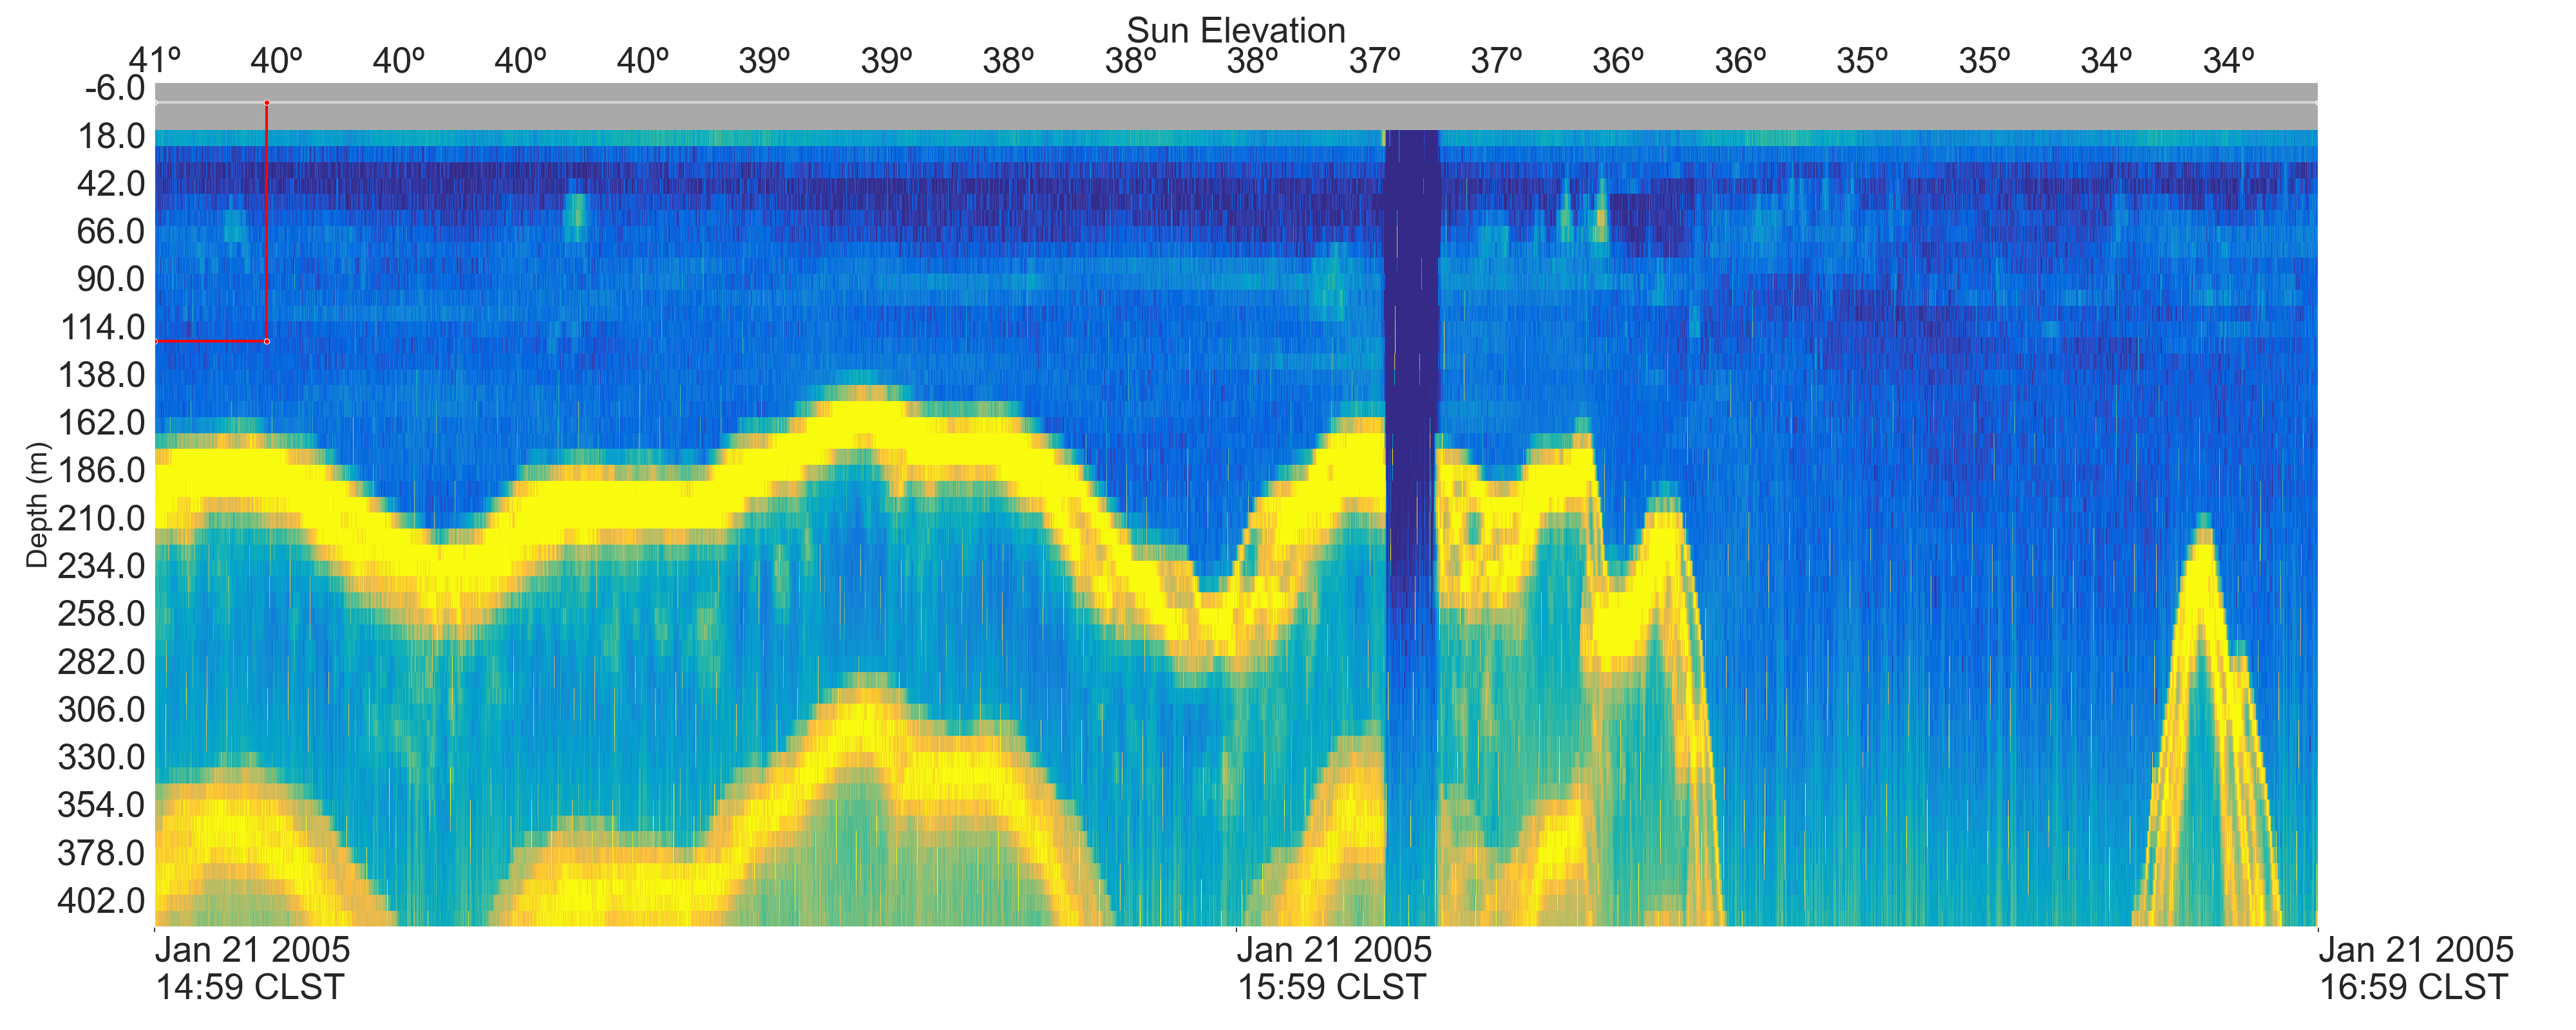 Sun Elevation
41º 40º 40º 40º 40º 39º 39º 38º 38º 38º 37º 37º 36º 36º 35º 35º 34º 34º
-6.0
18.0
42.0
66.0
90.0
114.0
138.0
162.0
186.0
210.0
234.0
258.0
282.0
306.0
330.0
354.0
378.0
402.0
Depth (m)
Jan 21 2005
14:59 CLST
Jan 21 2005
15:59 CLST
Jan 21 2005
16:59 CLST